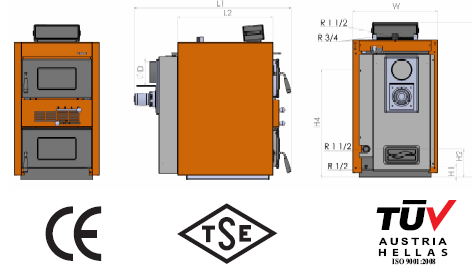 L1
L2
W
R 1 1/2
R 3/4
H4
R 1 1/2
R 1/2
H1
H2
CE
TSE
TÜV
AUSTRIA
HELLAS
ISO 9001:2008